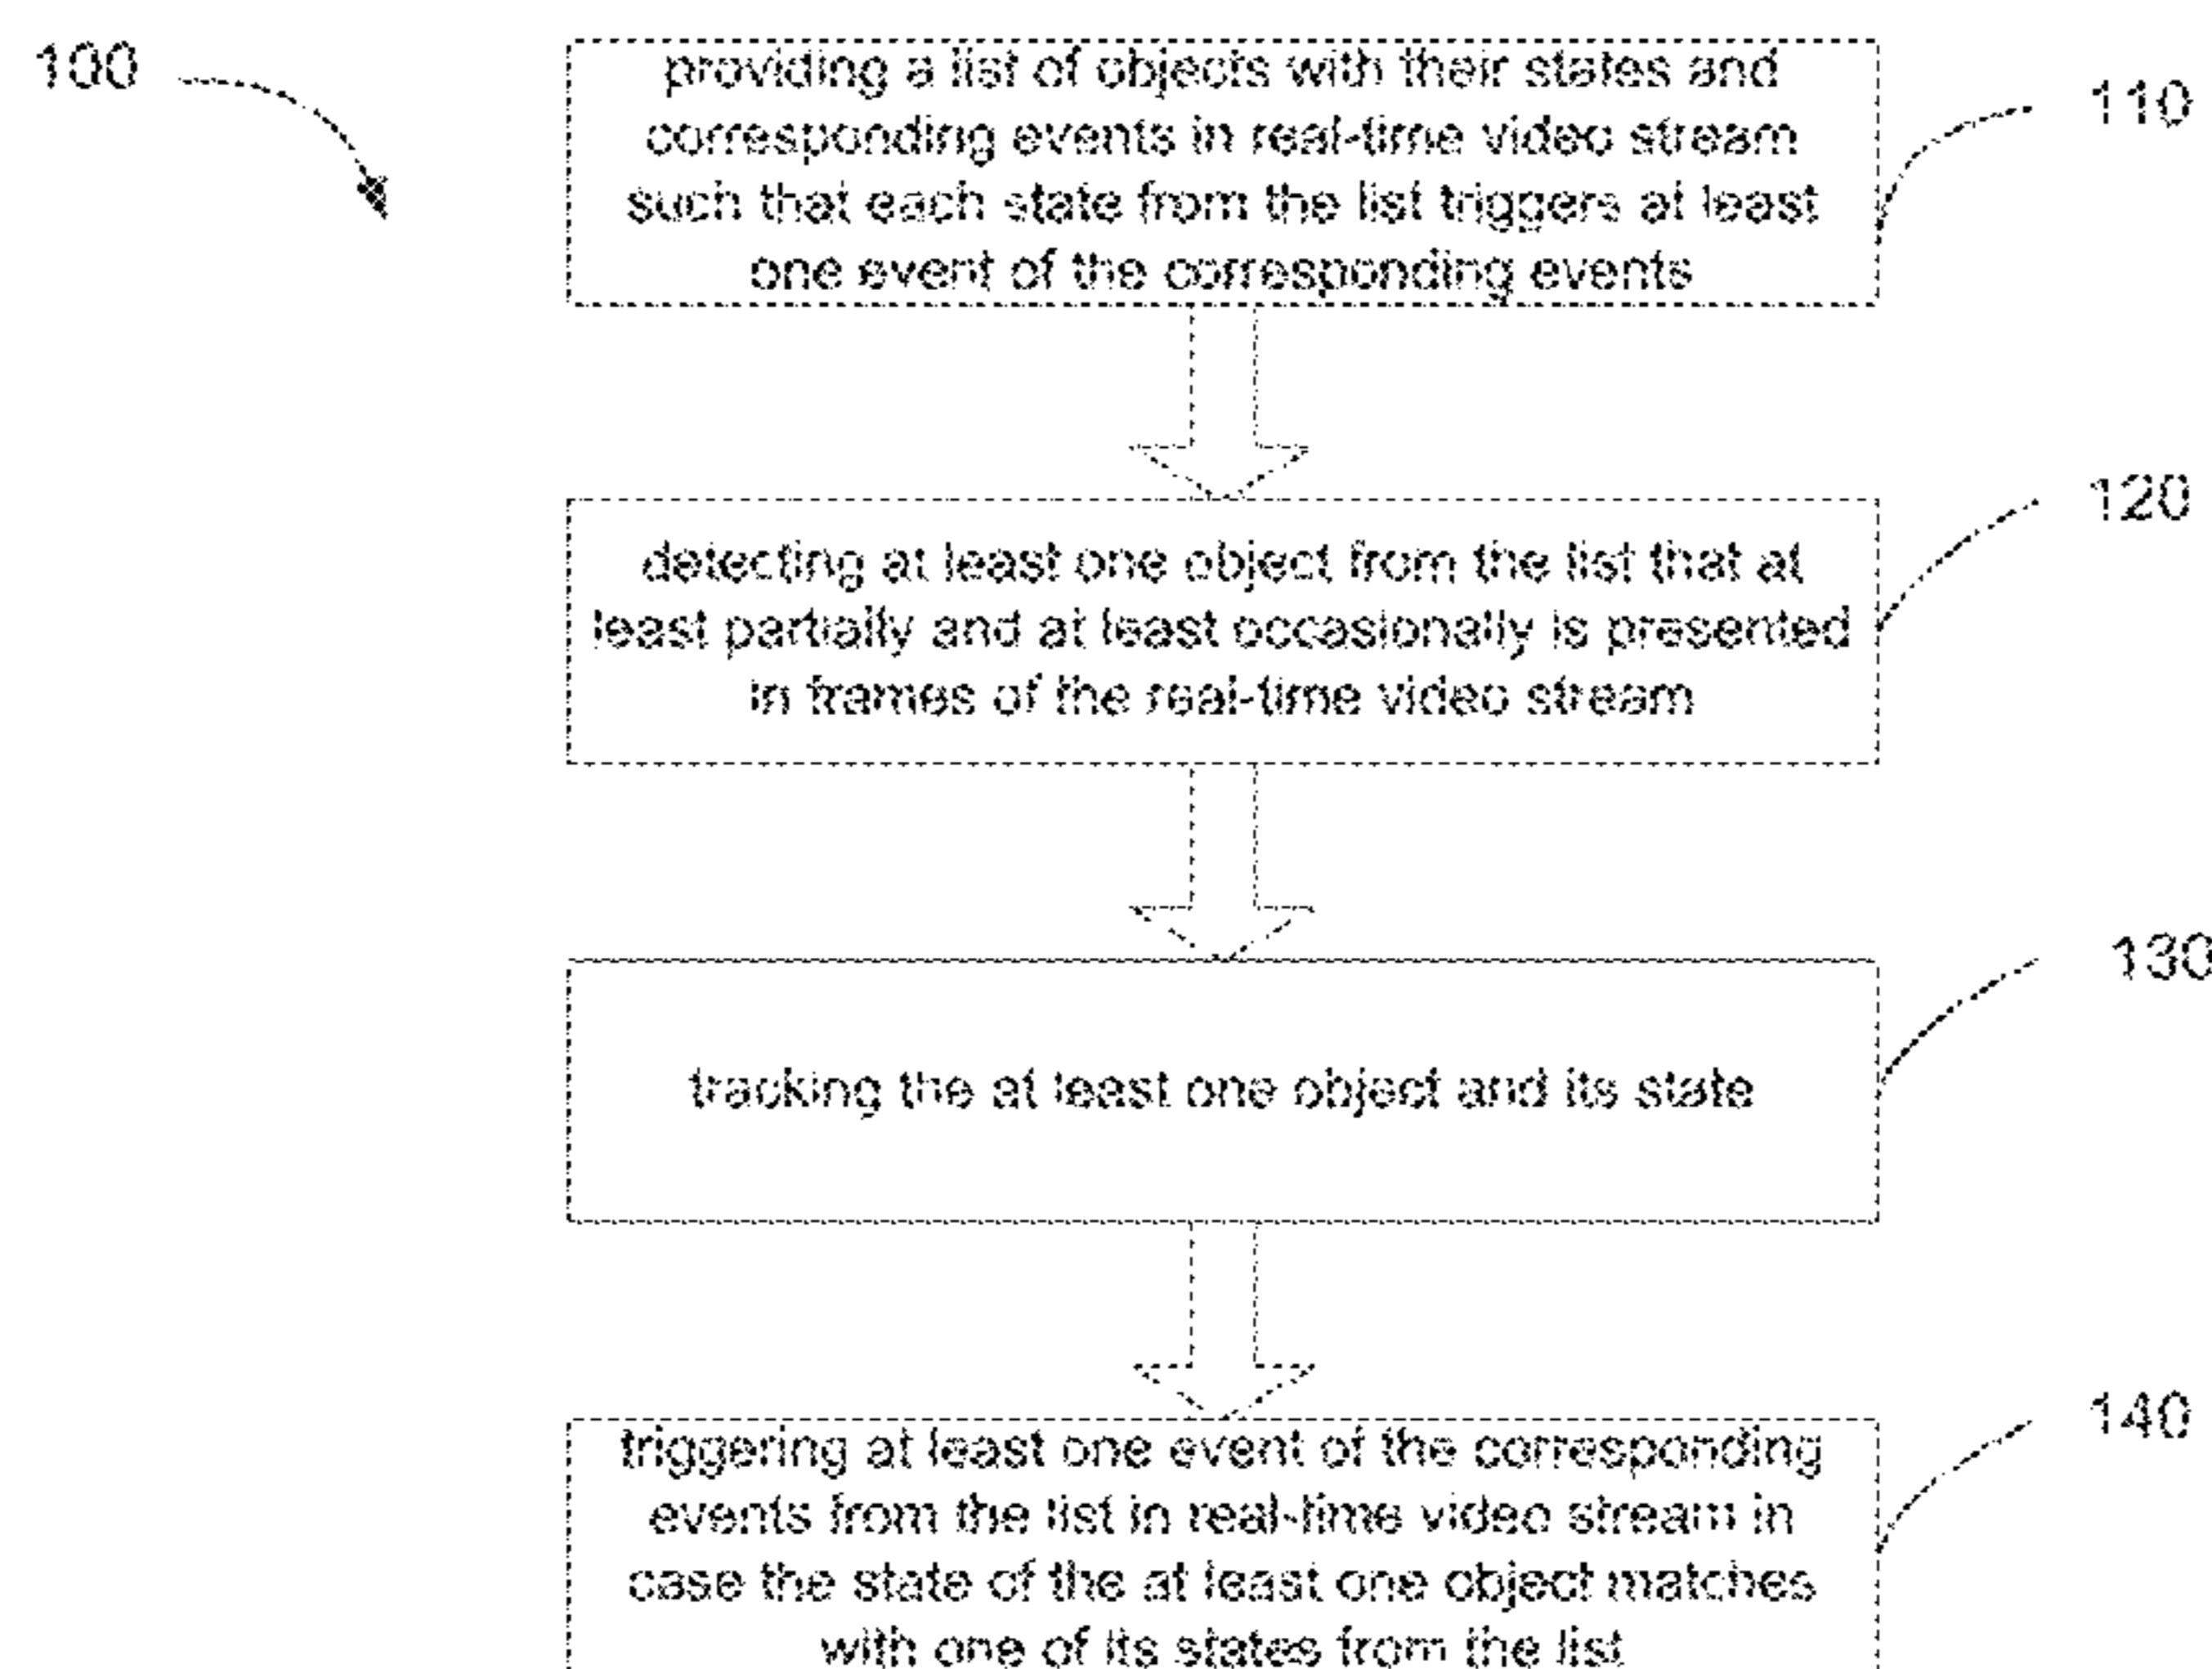 100
providing a list of objects with their states and
corresponding events in real-time video stream
such that each state from the list triggers at least
one event of the corresponding events
110
detecting at least one object from the list that at
least partially and at least occasionally is presented
in frames of the real-time video stream
120
tracking the at least one object and its state
130
triggering at least one event of the corresponding
events from the list in real-time video stream in
case the state of the at least one object matches
with one of its states from the list
140